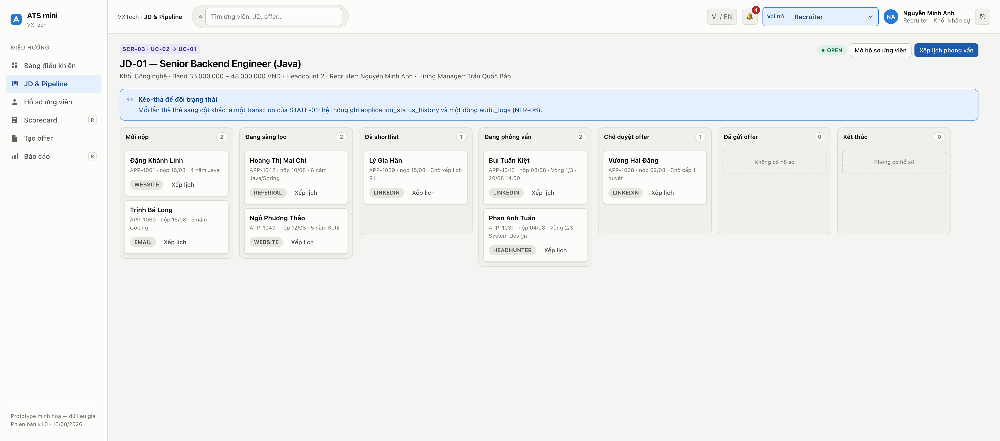 ATS mini
VXTech
ĐIỀU HƯỚNG
Bảng điều khiển
JD & Pipeline
Hồ sơ ứng viên
Scorecard R
Tạo offer
Báo cáo R
Prototype minh hoạ — dữ liệu giả
Phiên bản v1.0 · 16/08/2026
VXTech · JD & Pipeline
Tìm ứng viên, JD, offer...
VI / EN
4
Vai trò Recruiter
NA
Nguyễn Minh Anh
Recruiter · Khối Nhân sự
SCR-03 · UC-02 → UC-01
JD-01 — Senior Backend Engineer (Java)
Khối Công nghệ · Band 35.000.000 – 48.000.000 VND · Headcount 2 · Recruiter: Nguyễn Minh Anh · Hiring Manager: Trần Quốc Bảo
OPEN
Mở hồ sơ ứng viên
Xếp lịch phỏng vấn
Kéo-thả để đổi trạng thái
Mỗi lần thả thẻ sang cột khác là một transition của STATE-01; hệ thống ghi application_status_history và một dòng audit_logs (NFR-06).
Mới nộp 2
Đặng Khánh Linh
APP-1061 · nộp 16/08 · 4 năm Java
WEBSITE Xếp lịch
Trịnh Bá Long
APP-1060 · nộp 15/08 · 5 năm
Golang
EMAIL Xếp lịch
Đang sàng lọc 2
Hoàng Thị Mai Chi
APP-1042 · nộp 10/08 · 6 năm
Java/Spring
REFERRAL Xếp lịch
Ngô Phương Thảo
APP-1049 · nộp 12/08 · 5 năm Kotlin
WEBSITE Xếp lịch
Đã shortlist 1
Lý Gia Hân
APP-1059 · nộp 15/08 · Chờ xếp lịch
R1
LINKEDIN Xếp lịch
Đang phỏng vấn 2
Bùi Tuấn Kiệt
APP-1045 · nộp 08/08 · Vòng 1/3 ·
20/08 14:00
LINKEDIN Xếp lịch
Phan Anh Tuấn
APP-1031 · nộp 04/08 · Vòng 2/3 ·
System Design
HEADHUNTER Xếp lịch
Chờ duyệt offer 1
Vương Hải Đăng
APP-1028 · nộp 02/08 · Chờ cấp 1
duyệt
LINKEDIN Xếp lịch
Đã gửi offer 0
Không có hồ sơ
Kết thúc 0
Không có hồ sơ